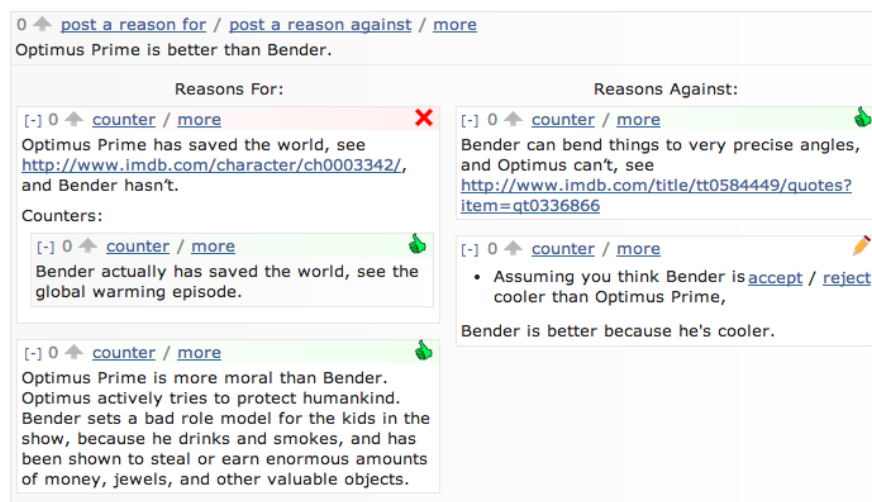 0 post a reason for / post a reason against / more
Optimus Prime is better than Bender.
Reasons For:
[-] 0 counter / more
Optimus Prime has saved the world, see
http://www.imdb.com/character/ch0003342/,
and Bender hasn't.
Counters:
[-] 0 counter / more
Bender actually has saved the world, see the
global warming episode.
[-] 0 counter / more
Optimus Prime is more moral than Bender.
Optimus actively tries to protect humankind.
Bender sets a bad role model for the kids in the
show, because he drinks and smokes, and has
been shown to steal or earn enormous amounts
of money, jewels, and other valuable objects.
Reasons Against:
[-] 0 counter / more
Bender can bend things to very precise angles,
and Optimus can't, see
http://www.imdb.com/title/tt0584449/quotes?
item=qt0336866
[-] 0 counter / more
• Assuming you think Bender is accept / reject
cooler than Optimus Prime,
Bender is better because he's cooler.